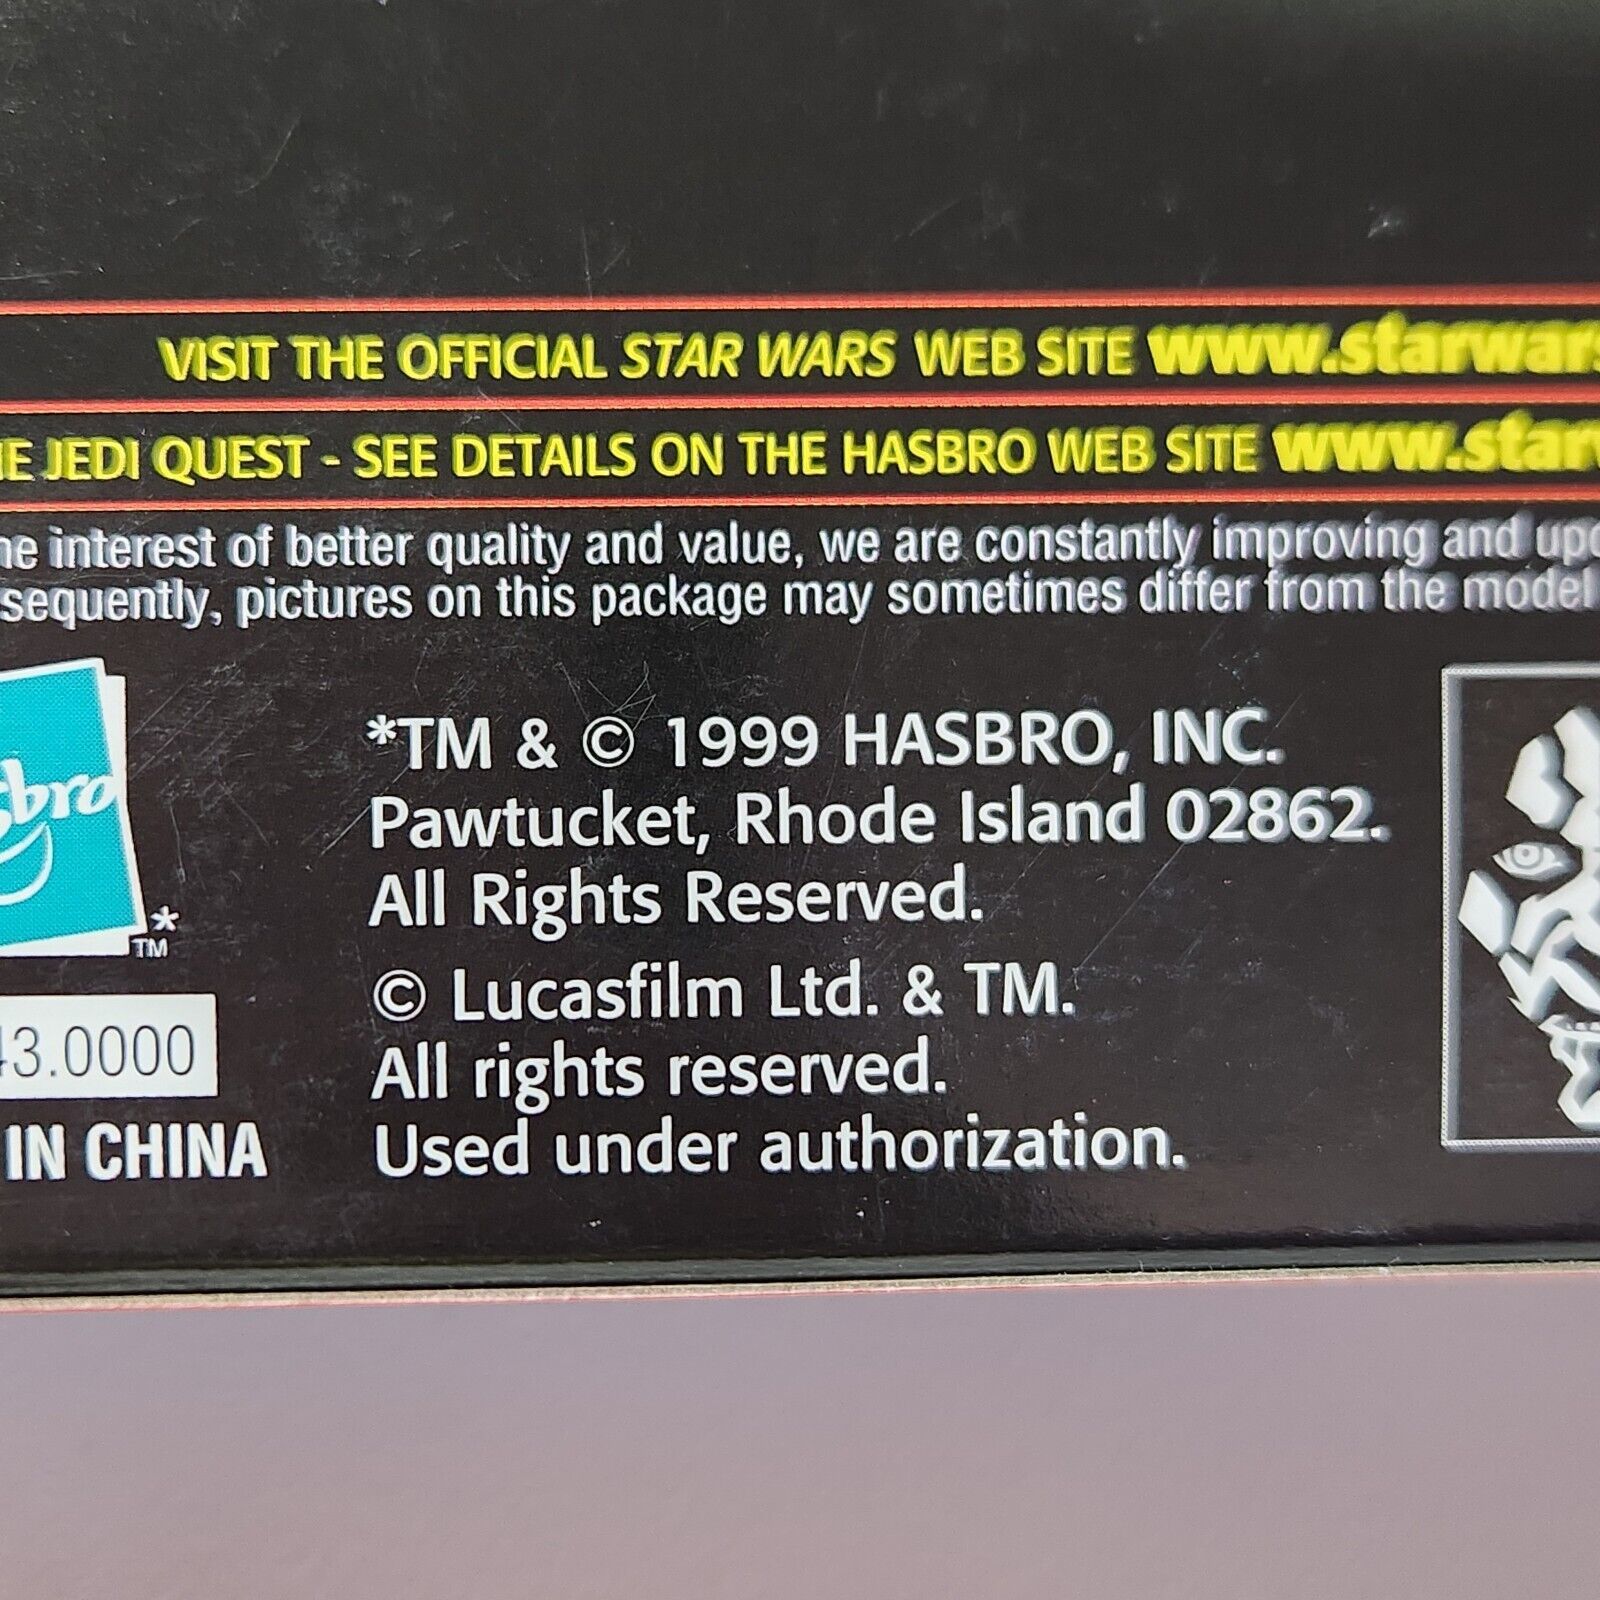 VISIT THE OFFICIAL STAR WARS WEB SITE www.starwars
JEDI QUEST - SEE DETAILS ON THE HASBRO WEB SITE www.starw
interest of better quality and value, we are constantly improving and upd
sequently, pictures on this package may sometimes differ from the model
*TM & © 1999 HASBRO, INC.
Pawtucket, Rhode Island 02862.
All Rights Reserved.
© Lucasfilm Ltd. & TM.
All rights reserved.
Used under authorization.
sbro
*
TM
43.0000
IN CHINA